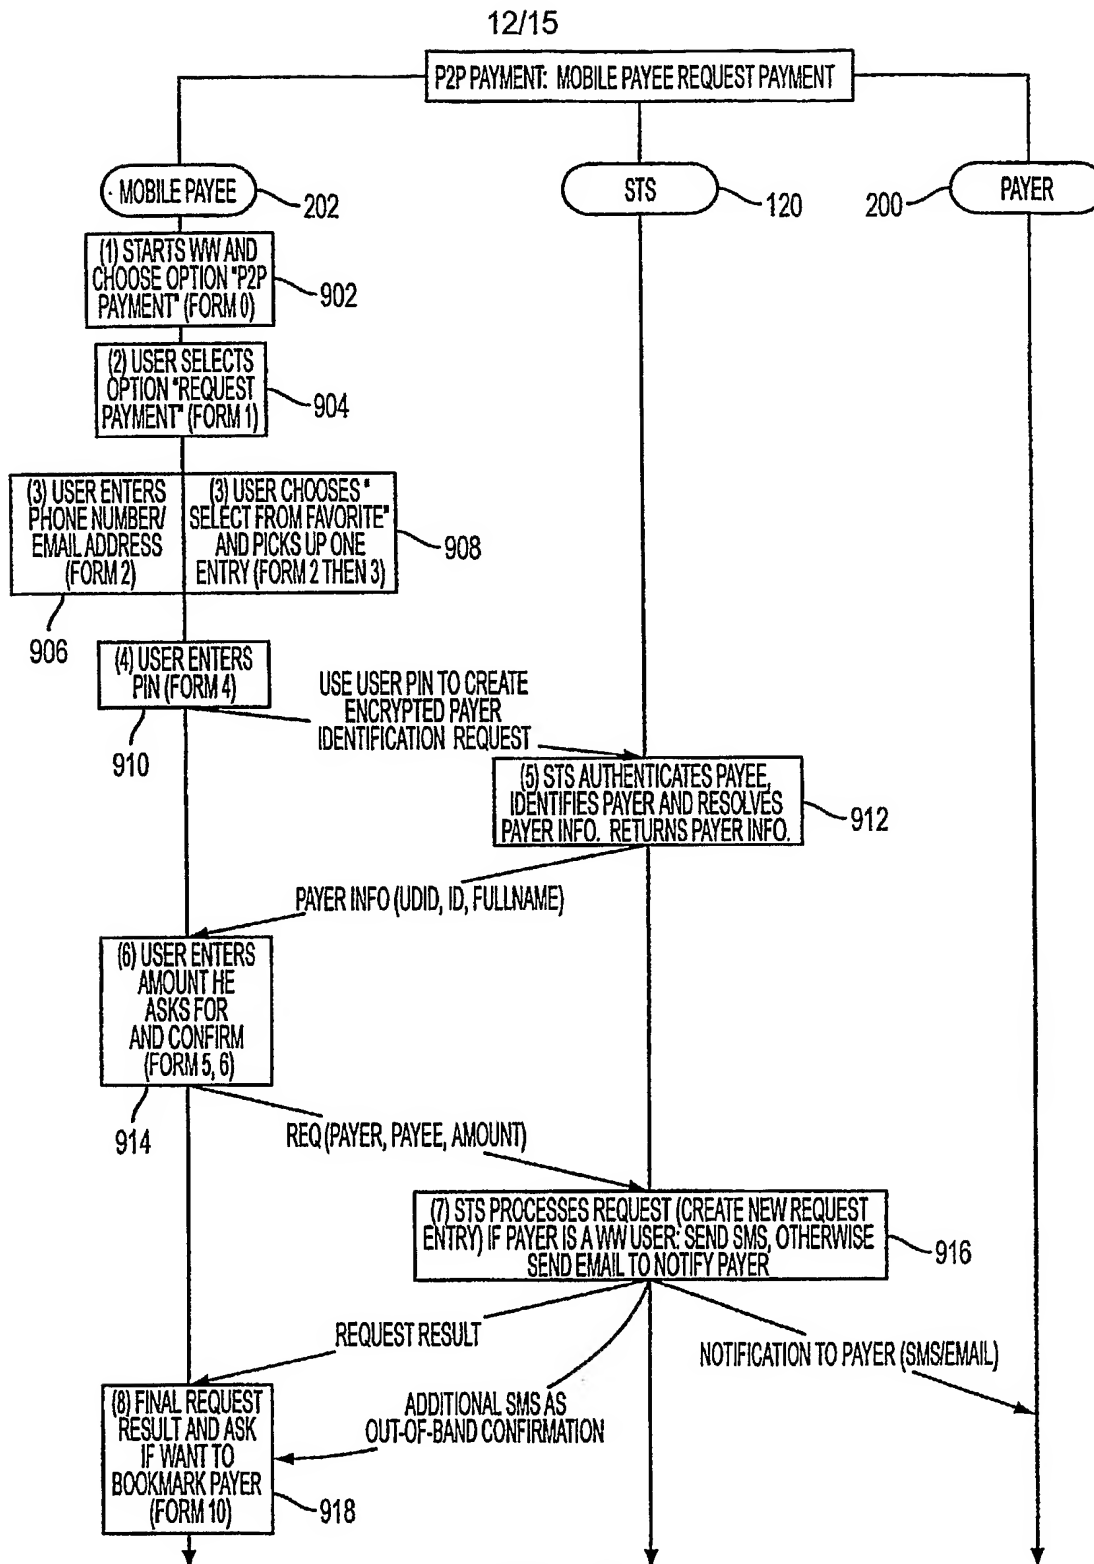 12/15
P2P PAYMENT: MOBILE PAYEE REQUEST PAYMENT
MOBILE PAYEE
202
STS
120
200
PAYER
(1) STARTS WW AND
CHOOSE OPTION "P2P
PAYMENT" (FORM 0)
902
(2) USER SELECTS
OPTION "REQUEST
PAYMENT" (FORM 1)
904
(3) USER ENTERS
PHONE NUMBER/
EMAIL ADDRESS
(FORM 2)
906
(3) USER CHOOSES "
SELECT FROM FAVORITE"
AND PICKS UP ONE
ENTRY (FORM 2 THEN 3)
908
(4) USER ENTERS
PIN (FORM 4)
910
USE USER PIN TO CREATE
ENCRYPTED PAYER
IDENTIFICATION REQUEST
(5) STS AUTHENTICATES PAYEE,
IDENTIFIES PAYER AND RESOLVES
PAYER INFO. RETURNS PAYER INFO.
912
PAYER INFO (UDID, ID, FULLNAME)
(6) USER ENTERS
AMOUNT HE
ASKS FOR
AND CONFIRM
(FORM 5, 6)
914
REQ (PAYER, PAYEE, AMOUNT)
(7) STS PROCESSES REQUEST (CREATE NEW REQUEST
ENTRY) IF PAYER IS A WW USER: SEND SMS, OTHERWISE
SEND EMAIL TO NOTIFY PAYER
916
REQUEST RESULT
NOTIFICATION TO PAYER (SMS/EMAIL)
ADDITIONAL SMS AS
OUT-OF-BAND CONFIRMATION
(8) FINAL REQUEST
RESULT AND ASK
IF WANT TO
BOOKMARK PAYER
(FORM 10)
918